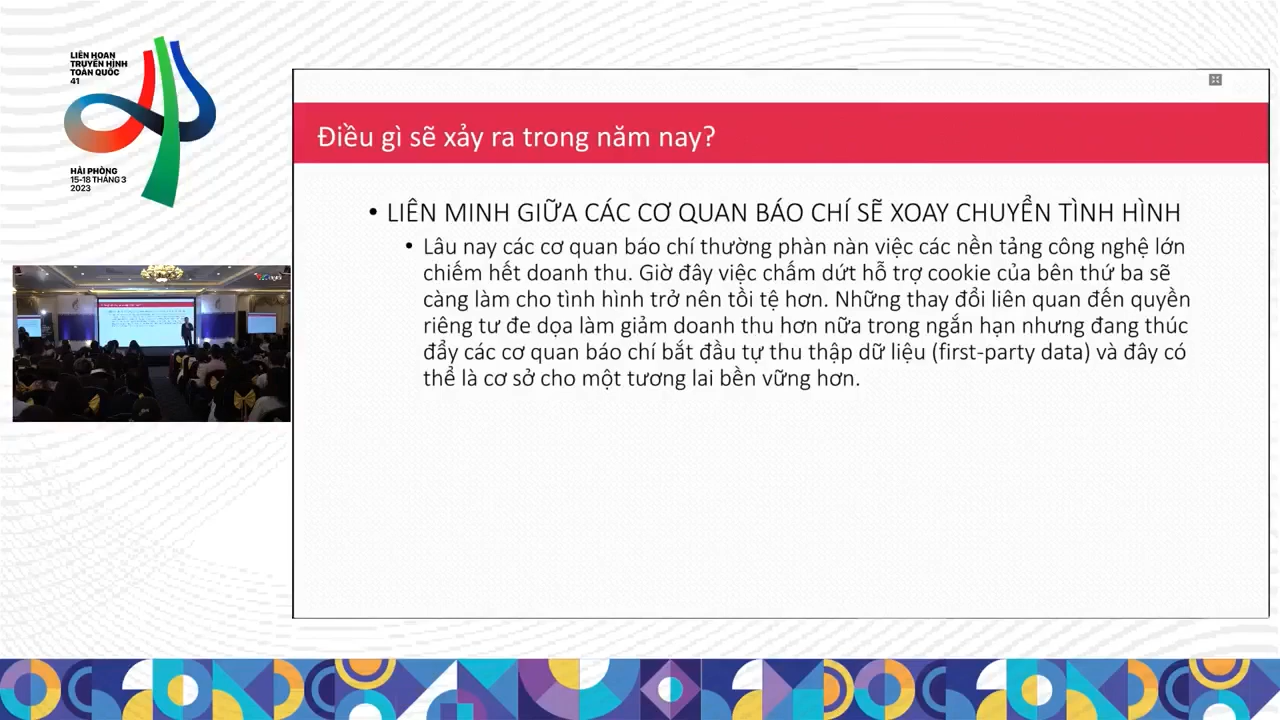 LIÊN HOAN
TRUYỀN HÌNH
TOÀN QUỐC
41
HẢI PHÒNG
15-18 THÁNG 3
2023
Điều gì sẽ xảy ra trong năm nay?
• LIÊN MINH GIỮA CÁC CƠ QUAN BÁO CHÍ SẼ XOAY CHUYỂN TÌNH HÌNH
• Lâu nay các cơ quan báo chí thường phàn nàn việc các nền tảng công nghệ lớn
chiếm hết doanh thu. Giờ đây việc chấm dứt hỗ trợ cookie của bên thứ ba sẽ
càng làm cho tình hình trở nên tồi tệ hơn. Những thay đổi liên quan đến quyền
riêng tư đe dọa làm giảm doanh thu hơn nữa trong ngắn hạn nhưng đang thúc
đẩy các cơ quan báo chí bắt đầu tự thu thập dữ liệu (first-party data) và đây có
thể là cơ sở cho một tương lai bền vững hơn.